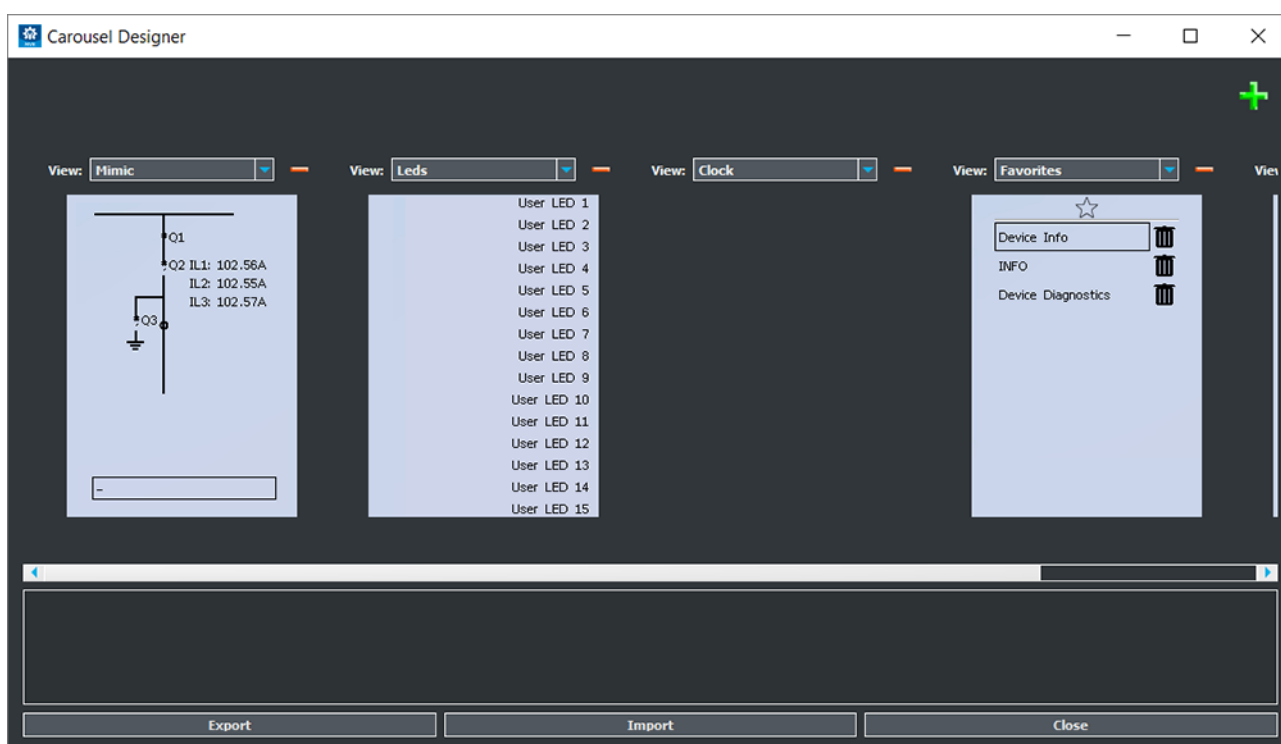 Carousel Designer
View: Mimic
View: Leds
View: Clock
View: Favorites
Q1
Q2 IL1: 102.56A
IL2: 102.55A
IL3: 102.57A
Q3
-
User LED 1
User LED 2
User LED 3
User LED 4
User LED 5
User LED 6
User LED 7
User LED 8
User LED 9
User LED 10
User LED 11
User LED 12
User LED 13
User LED 14
User LED 15
Device Info
INFO
Device Diagnostics
Export
Import
Close